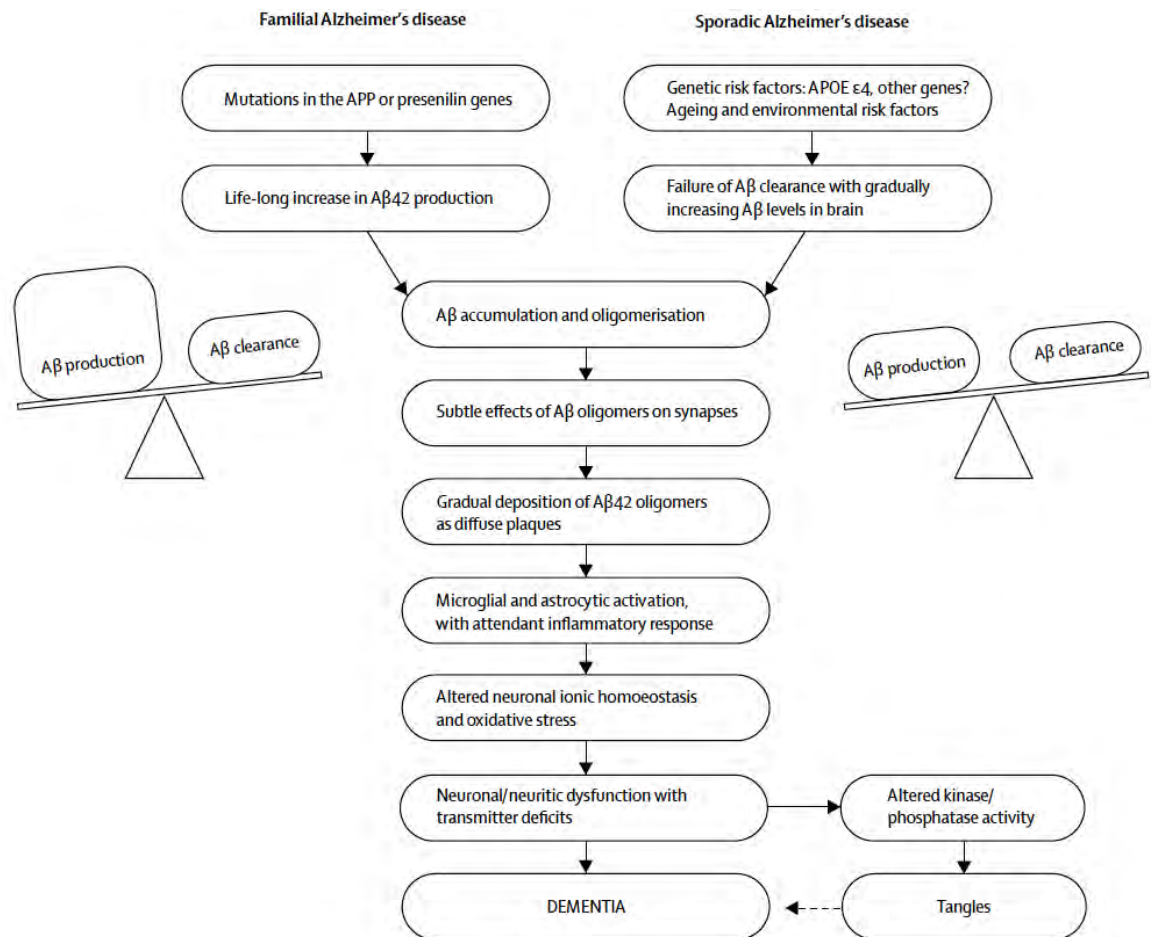 Familial Alzheimer's disease
Sporadic Alzheimer's disease
Mutations in the APP or presenilin genes
Genetic risk factors: APOE ε4, other genes?
Ageing and environmental risk factors
Life-long increase in Aβ42 production
Failure of Aβ clearance with gradually
increasing Aβ levels in brain
Aβ production
Aβ clearance
Aβ accumulation and oligomerisation
Aβ production
Aβ clearance
Subtle effects of Aβ oligomers on synapses
Gradual deposition of Aβ42 oligomers
as diffuse plaques
Microglial and astrocytic activation,
with attendant inflammatory response
Altered neuronal ionic homoeostasis
and oxidative stress
Neuronal/neuritic dysfunction with
transmitter deficits
Altered kinase/
phosphatase activity
DEMENTIA
Tangles